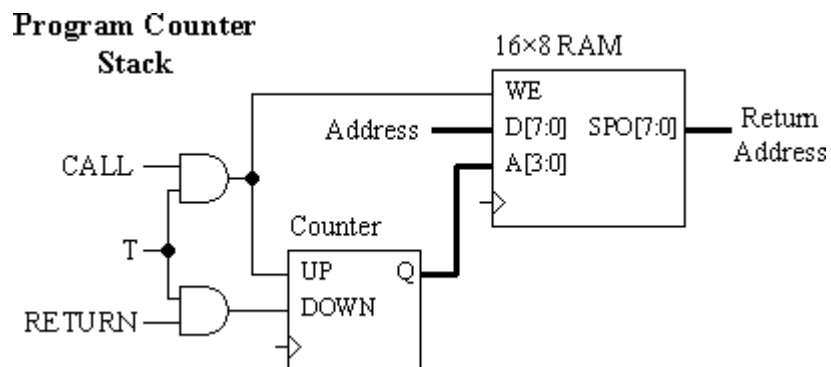 Program Counter
Stack
16×8 RAM
WE
Address
D[7:0]
SPO[7:0]
Return
Address
A[3:0]
CALL
T
RETURN
Counter
UP
Q
DOWN